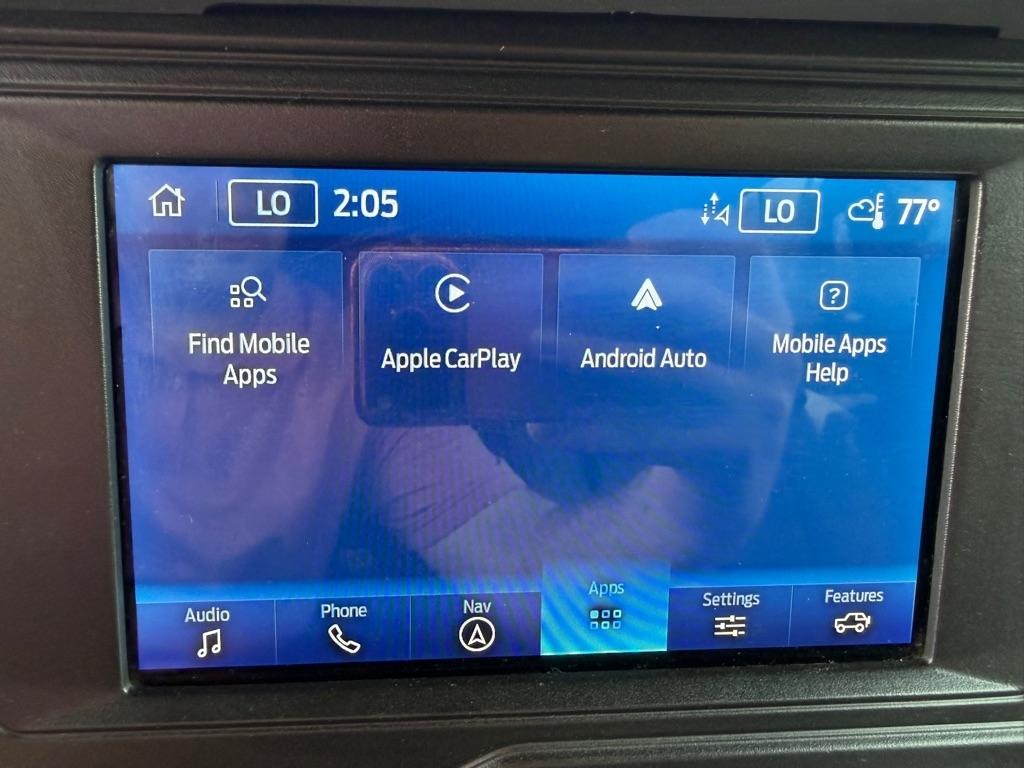 LO 2:05 LO 77°
Find Mobile
Apps
Apple CarPlay
Android Auto
Mobile Apps
Help
?
Audio
Phone
Nav
Apps
Settings
Features